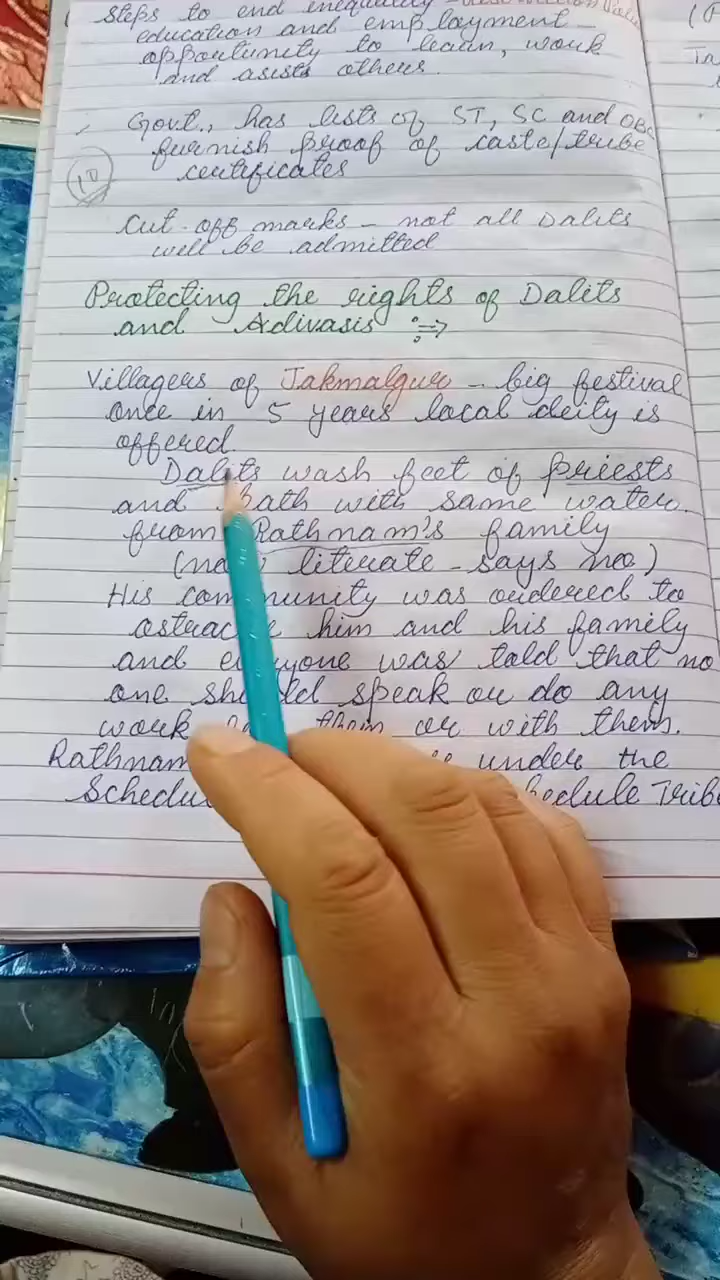 steps to end inequality -
education and employment -
opportunity to learn, work
and asists others.
Govt., has lists of ST, SC and OBC
furnish proof of caste/tribe
certificates
10
Cut-off marks - not all Dalits
will be admitted
Protecting the rights of Dalits
and Adivasis
Villagers of Jakmalgur - big festival
once in 5 years local deity is
offered.
Dalits wash feet of priests
and bath with same water.
from Rathnam's family
literate - says no)
His community was ordered to
him and his family
and everyone was told that no
one should speak or do any
work them or with them.
under the
Schedule Tribe